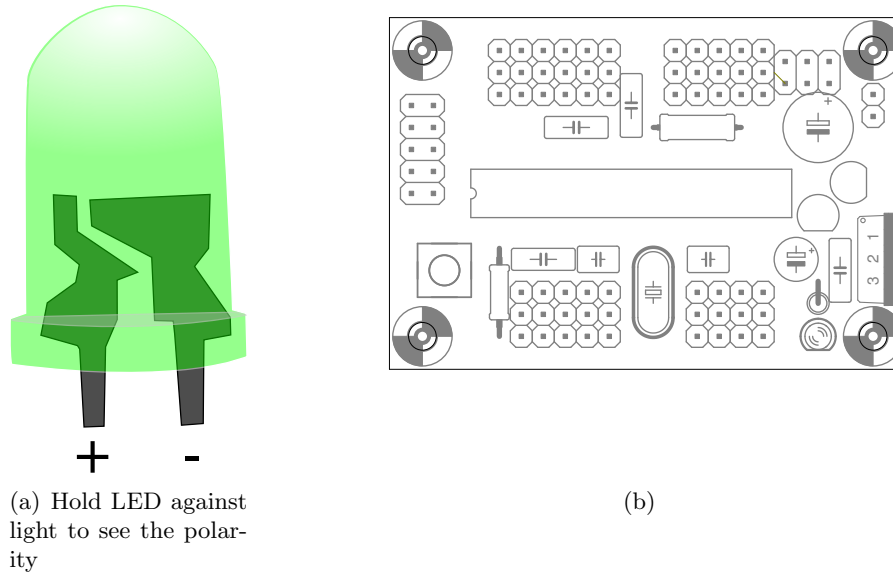 + -
(a) Hold LED against
light to see the polar-
ity
+
+
1
2
3
(b)